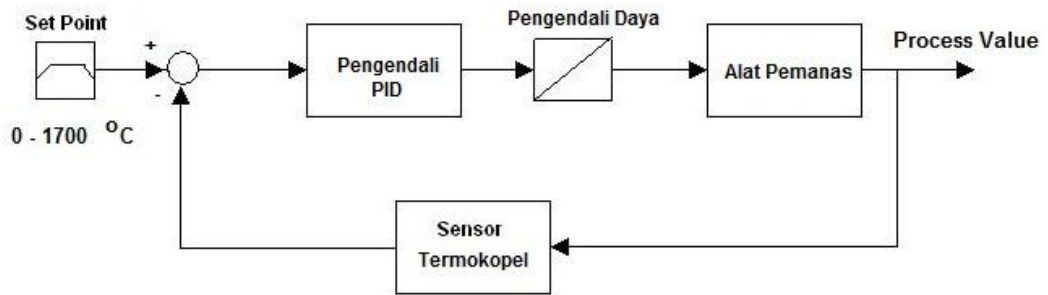 Set Point
+
-
0 - 1700 °C
Pengendali
PID
Pengendali Daya
Alat Pemanas
Process Value
Sensor
Termokopel